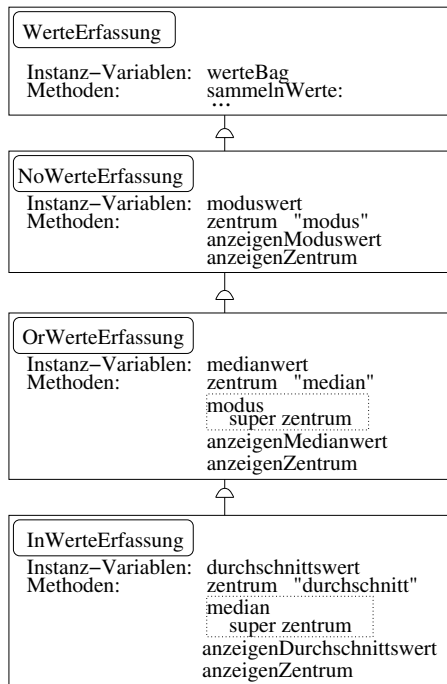 WerteErfassung
Instanz−Variablen: werteBag
Methoden: sammelnWerte:
...
NoWerteErfassung
Instanz−Variablen: moduswert
Methoden: zentrum "modus"
anzeigenModuswert
anzeigenZentrum
OrWerteErfassung
Instanz−Variablen: medianwert
Methoden: zentrum "median"
modus
super zentrum
anzeigenMedianwert
anzeigenZentrum
InWerteErfassung
Instanz−Variablen: durchschnittswert
Methoden: zentrum "durchschnitt"
median
super zentrum
anzeigenDurchschnittswert
anzeigenZentrum